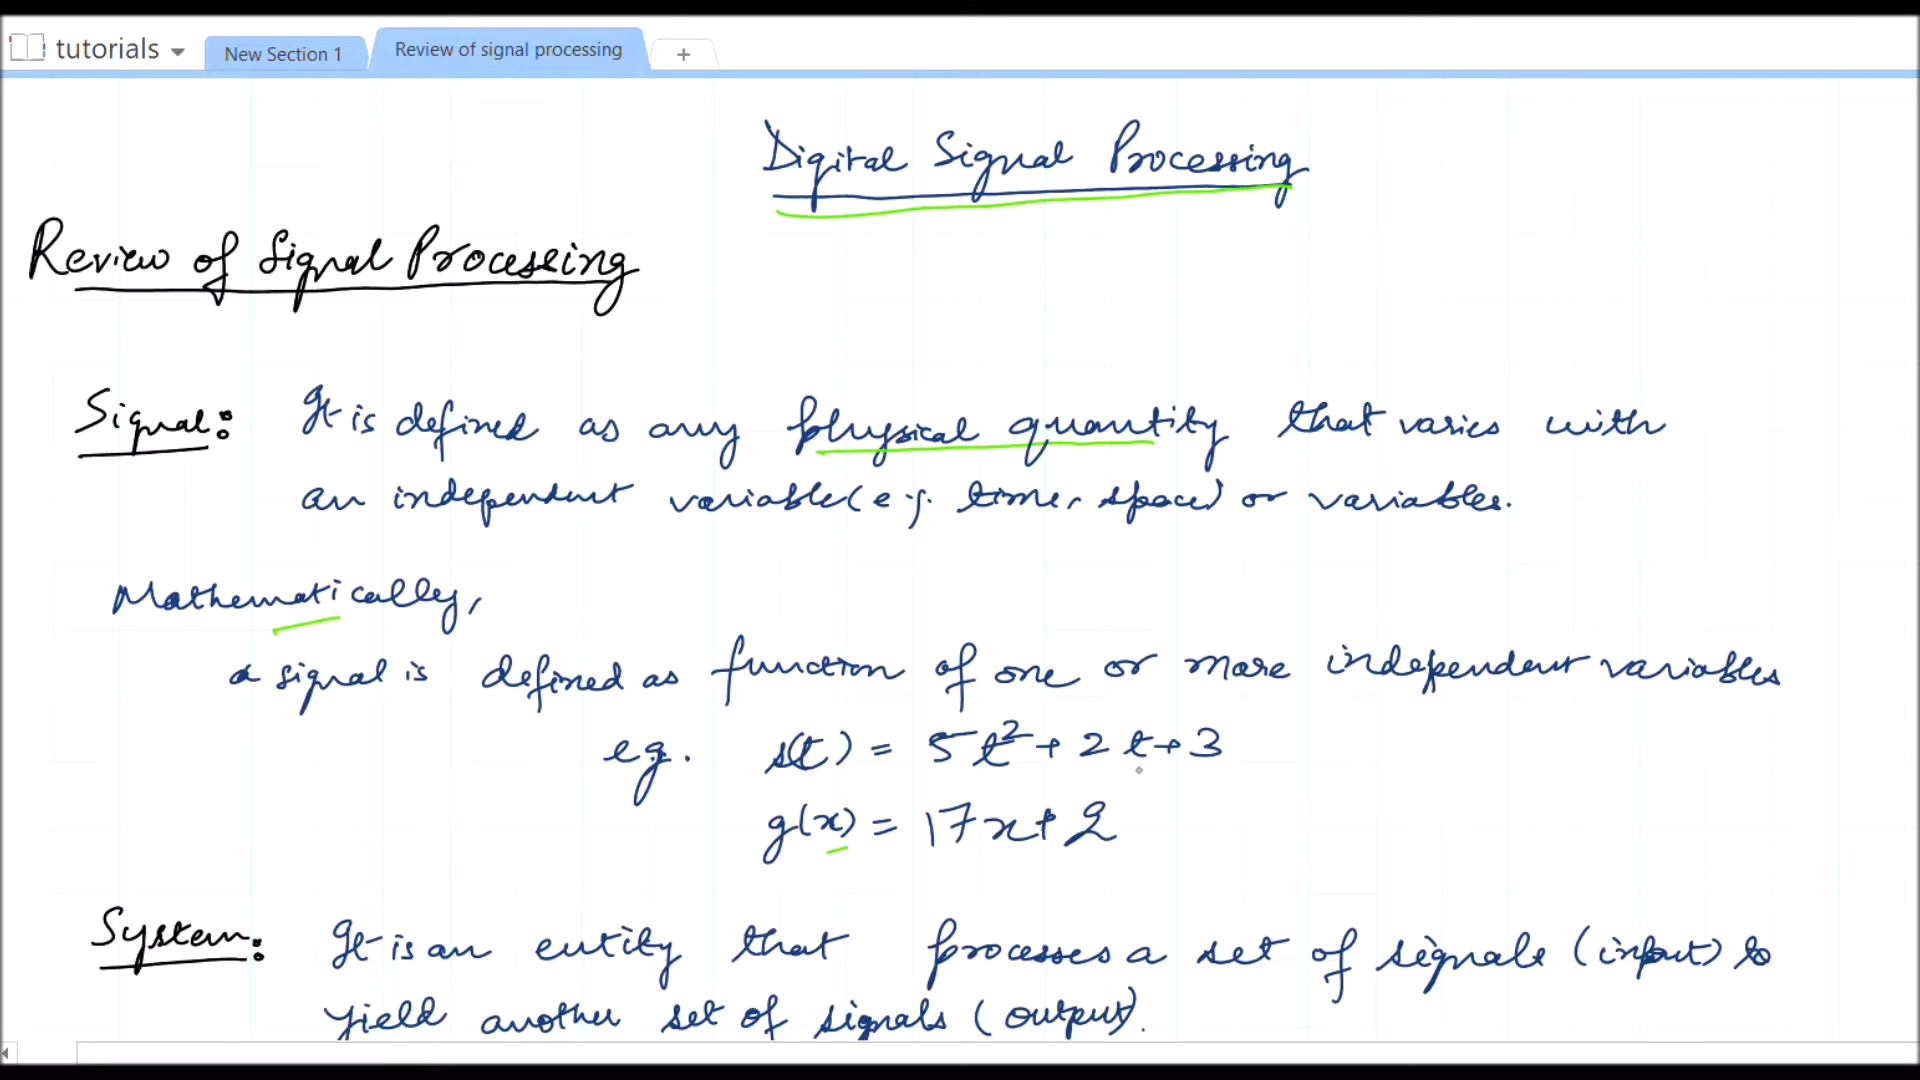 tutorials
New Section 1
Review of signal processing
+
Digital Signal Processing
Review of Signal Processing
Signal: It is defined as any physical quantity that varies with
an independent variable (e.g. time, space) or variables.
Mathematically,
a signal is defined as function of one or more independent variables
eg. s(t) = 5t² + 2t + 3
g(x) = 17x + 2
System: It is an entity that processes a set of signals (input) to
yield another set of signals (output).